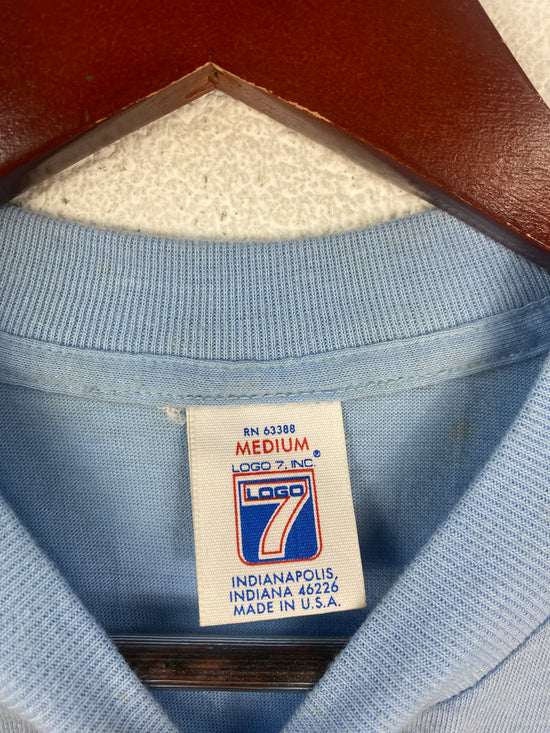 RN 63388
MEDIUM
LOGO 7, INC.®
LOGO
7
INDIANAPOLIS,
INDIANA 46226
MADE IN U.S.A.